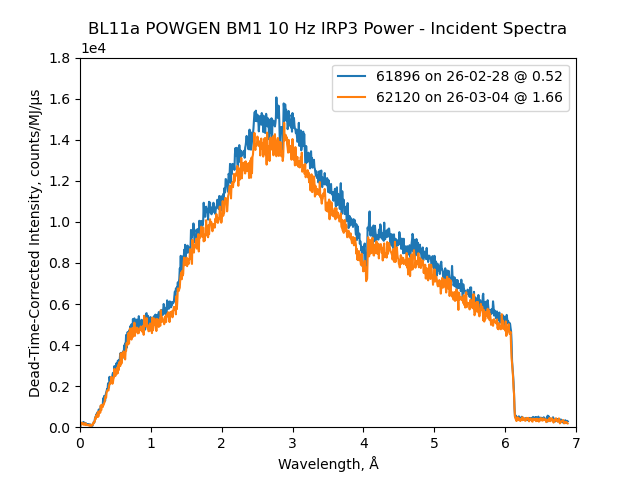 BL11a POWGEN BM1 10 Hz IRP3 Power - Incident Spectra
1e4
1.8
1.6
1.4
1.2
1.0
0.8
0.6
0.4
0.2
0.0
Dead-Time-Corrected Intensity, counts/MJ/μs
61896 on 26-02-28 @ 0.52
62120 on 26-03-04 @ 1.66
0 1 2 3 4 5 6 7
Wavelength, Å